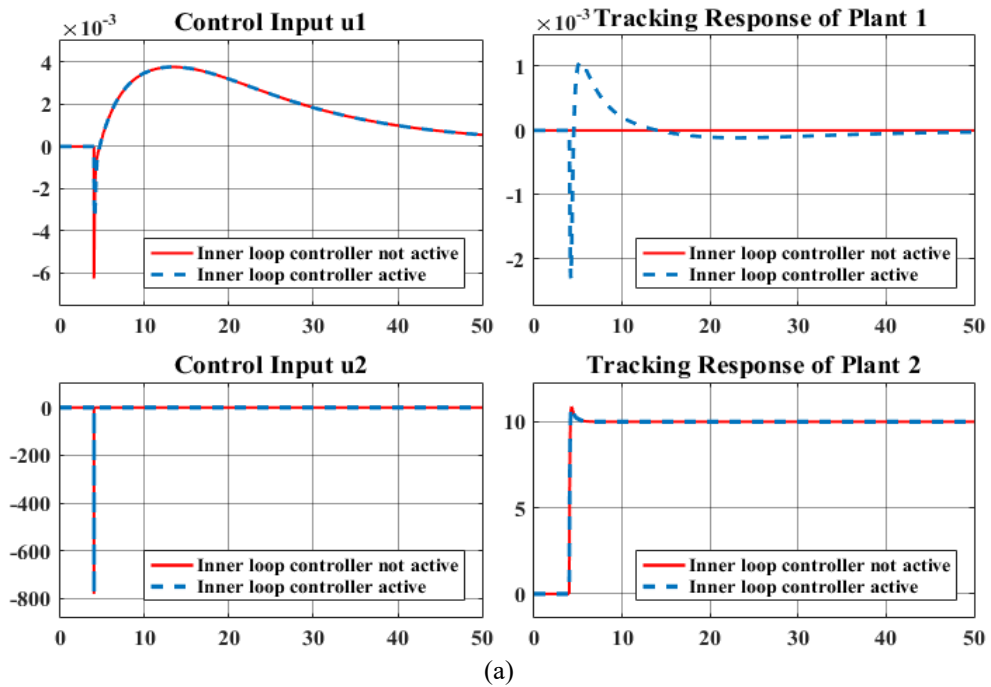 Control Input u1
×10⁻³
4
2
0
-2
-4
-6
0 10 20 30 40 50
Inner loop controller not active
Inner loop controller active
Tracking Response of Plant 1
×10⁻³
1
0
-1
-2
0 10 20 30 40 50
Inner loop controller not active
Inner loop controller active
Control Input u2
0
-200
-400
-600
-800
0 10 20 30 40 50
Inner loop controller not active
Inner loop controller active
Tracking Response of Plant 2
10
5
0
0 10 20 30 40 50
Inner loop controller not active
Inner loop controller active
(a)